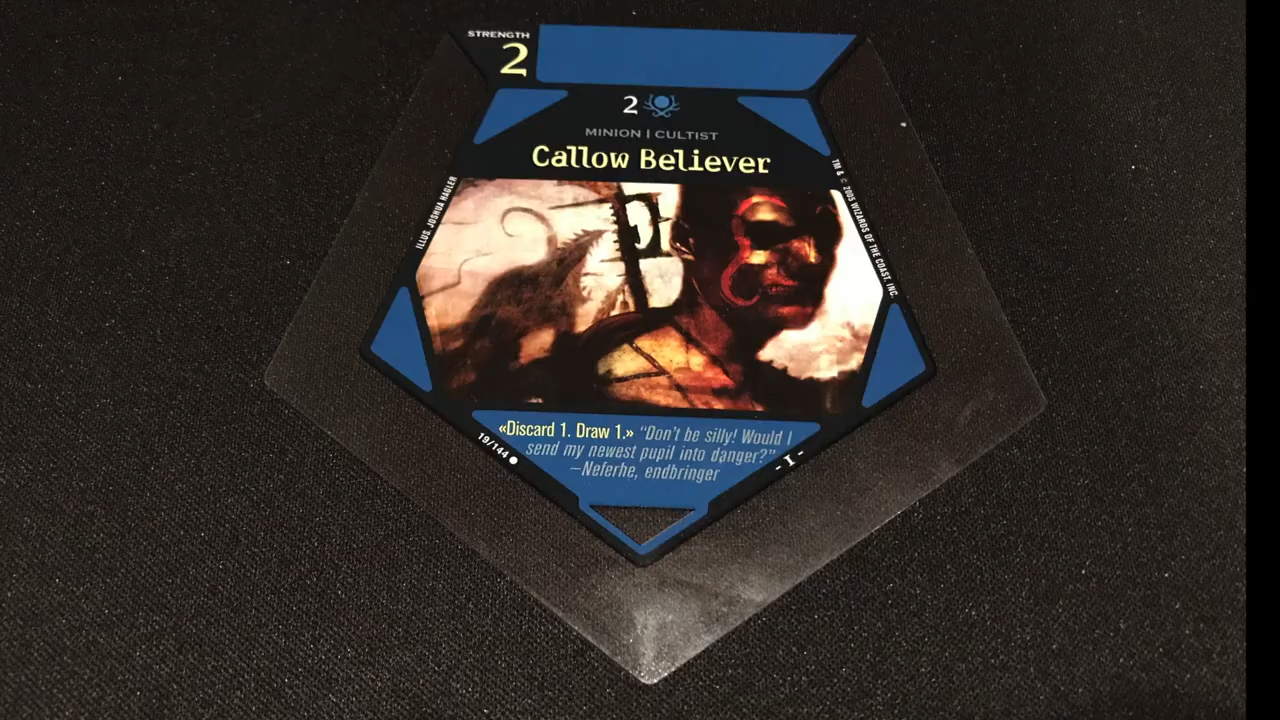 STRENGTH
2
2
MINION | CULTIST
Callow Believer
ILLUS. JOSHUA HAGLER
TM & © 2005 WIZARDS OF THE COAST, INC.
«Discard 1. Draw 1.» “Don’t be silly! Would I
send my newest pupil into danger?”
–Neferhe, endbringer
19/144
- I -